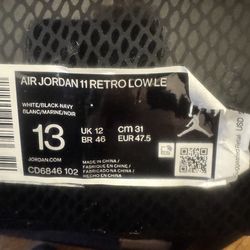 AIR JORDAN 11 RETRO LOW LE
WHITE/BLACK-NAVY
BLANC/MARINE/NOIR
13
UK 12
BR 46
CM 31
EUR 47.5
JORDAN.COM
CD6846 102
MADE IN CHINA /
FABRIQUÉ EN CHINE /
FABRICADO NA CHINA /
HECHO EN CHINA
USD